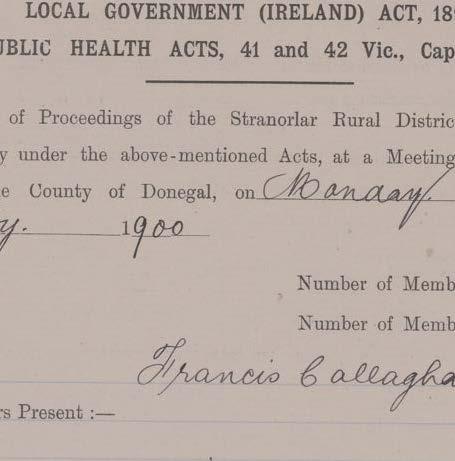 LOCAL GOVERNMENT (IRELAND) ACT, 189
UBLIC HEALTH ACTS, 41 and 42 Vic., Cap
of Proceedings of the Stranorlar Rural Distric
y under the above-mentioned Acts, at a Meeting
e County of Donegal, on Monday.
y. 1900
Number of Memb
Number of Memb
Francis Callagha
rs Present :—